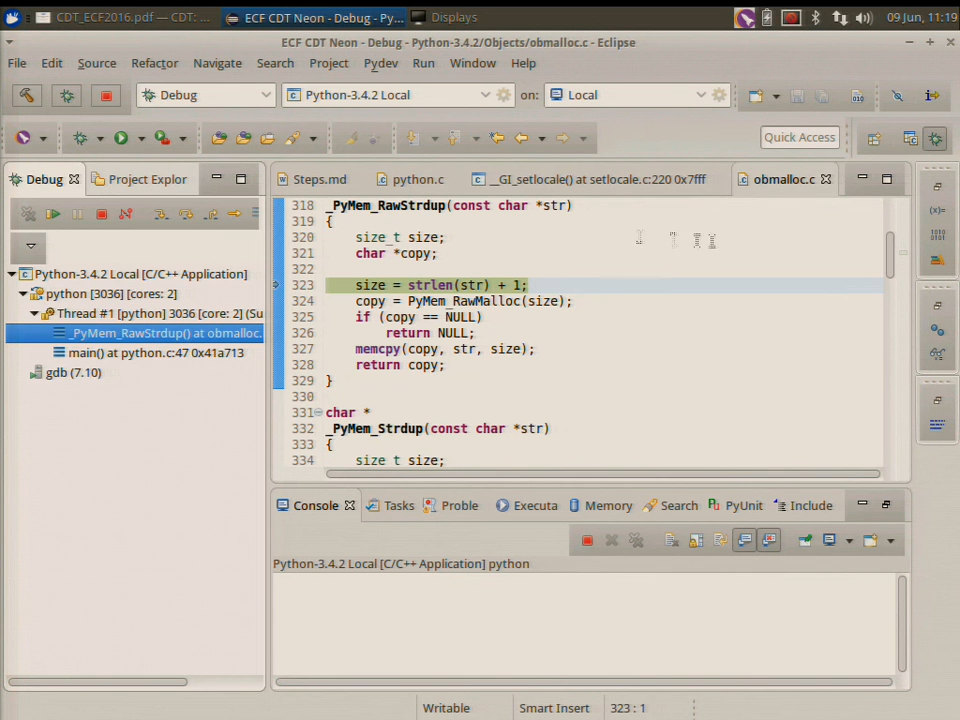 CDT_ECF2016.pdf — CDT: ...
ECF CDT Neon - Debug - Py...
Displays
09 Jun, 11:19
ECF CDT Neon - Debug - Python-3.4.2/Objects/obmalloc.c - Eclipse
File Edit Source Refactor Navigate Search Project Pydev Run Window Help
Debug
Python-3.4.2 Local
on:
Local
010
Quick Access
Debug
Project Explor
Steps.md
python.c
__GI_setlocale() at setlocale.c:220 0x7fff
obmalloc.c
Python-3.4.2 Local [C/C++ Application]
python [3036] [cores: 2]
Thread #1 [python] 3036 [core: 2] (Su
_PyMem_RawStrdup() at obmalloc.
main() at python.c:47 0x41a713
gdb (7.10)
318 _PyMem_RawStrdup(const char *str)
319 {
320 size_t size;
321 char *copy;
322
323 size = strlen(str) + 1;
324 copy = PyMem_RawMalloc(size);
325 if (copy == NULL)
326 return NULL;
327 memcpy(copy, str, size);
328 return copy;
329 }
330
331 char *
332 _PyMem_Strdup(const char *str)
333 {
334 size_t size;
(x)=
1010
0101
Console
Tasks
Proble
Executa
Memory
Search
PyUnit
Include
Python-3.4.2 Local [C/C++ Application] python
Writable
Smart Insert
323 : 1